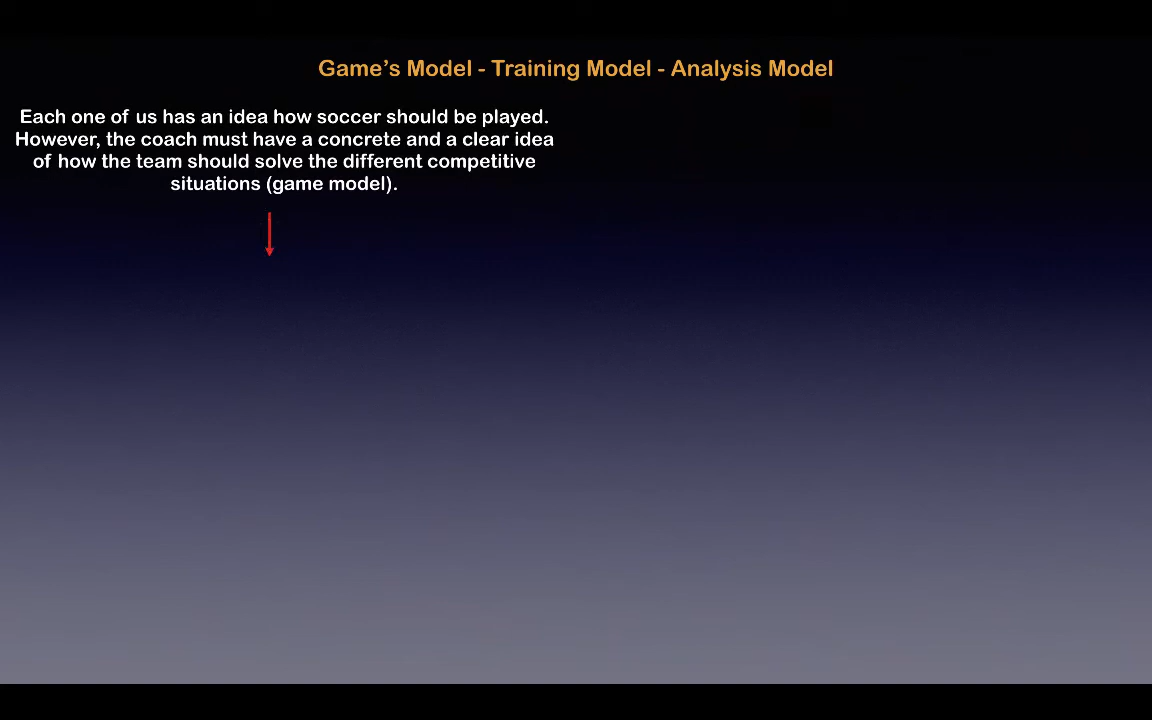 Game’s Model - Training Model - Analysis Model
Each one of us has an idea how soccer should be played.
However, the coach must have a concrete and a clear idea
of how the team should solve the different competitive
situations (game model).